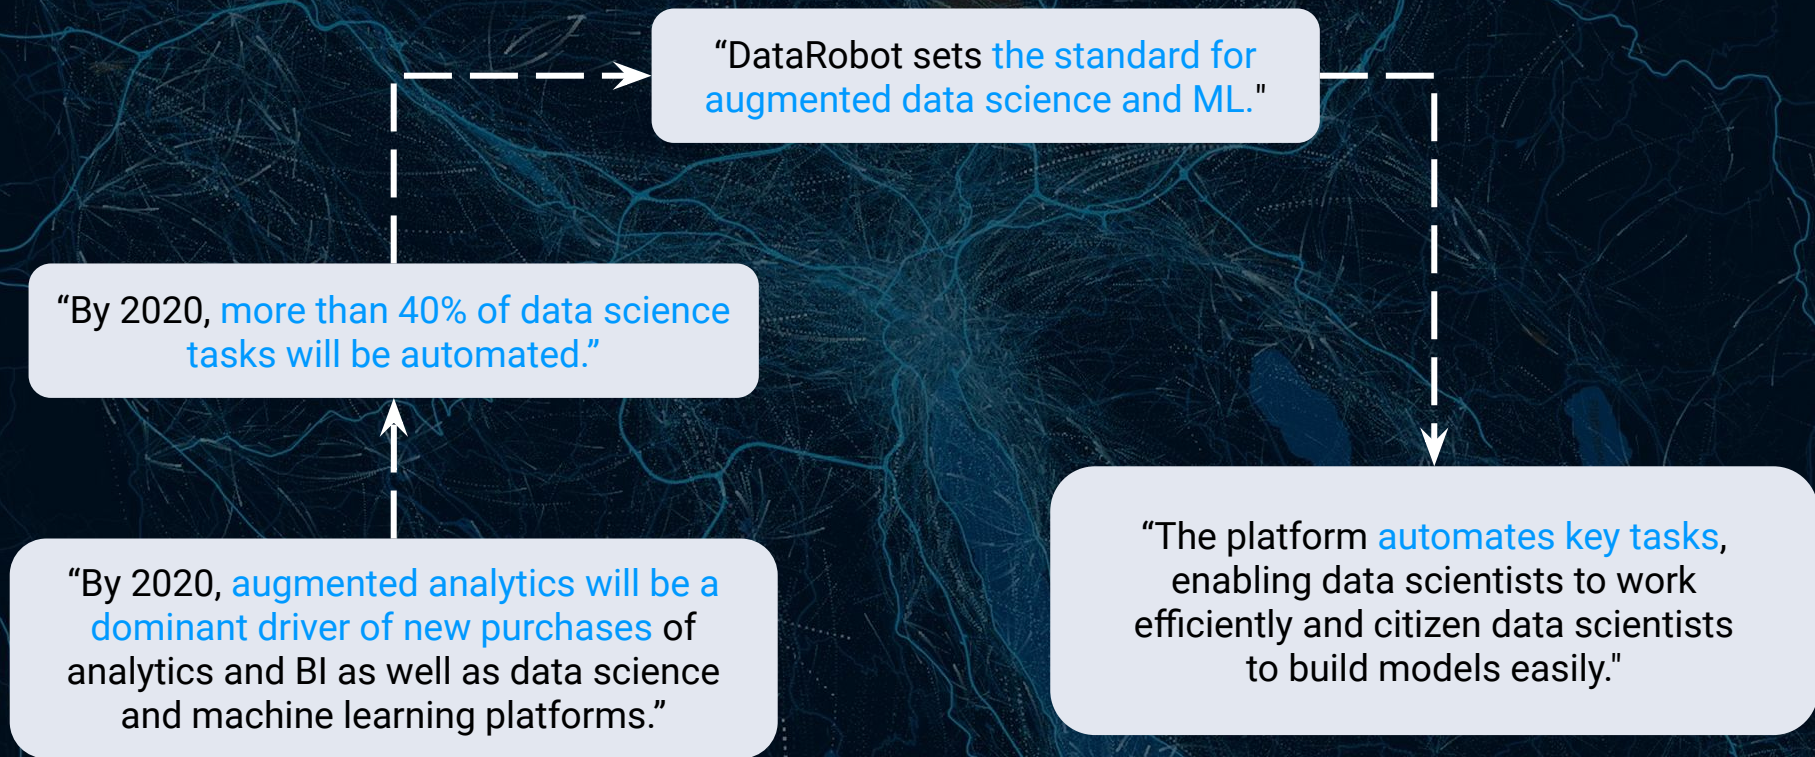 “DataRobot sets the standard for
augmented data science and ML."
“By 2020, more than 40% of data science
tasks will be automated.”
“By 2020, augmented analytics will be a
dominant driver of new purchases of
analytics and BI as well as data science
and machine learning platforms.”
“The platform automates key tasks,
enabling data scientists to work
efficiently and citizen data scientists
to build models easily."